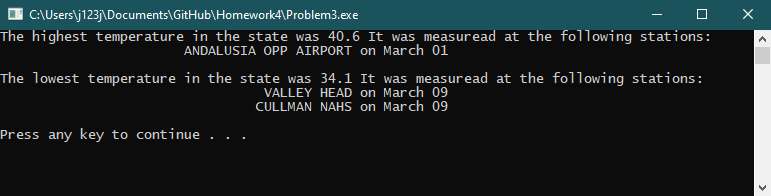 C:\Users\j123j\Documents\GitHub\Homework4\Problem3.exe
The highest temperature in the state was 40.6 It was measuread at the following stations:
ANDALUSIA OPP AIRPORT on March 01
The lowest temperature in the state was 34.1 It was measuread at the following stations:
VALLEY HEAD on March 09
CULLMAN NAHS on March 09
Press any key to continue . . .